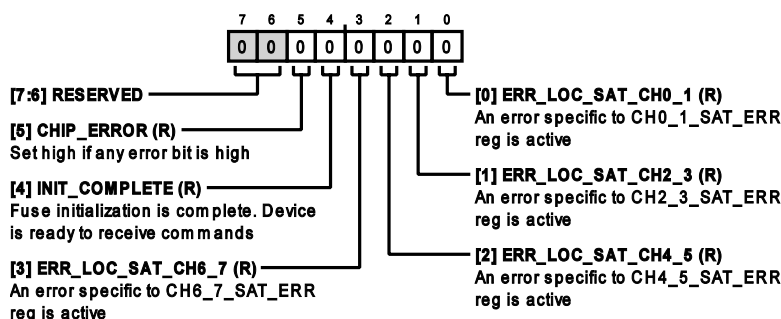 7 6 5 4 3 2 1 0
0 0 0 0 0 0 0 0
[7:6] RESERVED
[5] CHIP_ERROR (R)
Set high if any error bit is high
[4] INIT_COMPLETE (R)
Fuse initialization is complete. Device
is ready to receive commands
[3] ERR_LOC_SAT_CH6_7 (R)
An error specific to CH6_7_SAT_ERR
reg is active
[0] ERR_LOC_SAT_CH0_1 (R)
An error specific to CH0_1_SAT_ERR
reg is active
[1] ERR_LOC_SAT_CH2_3 (R)
An error specific to CH2_3_SAT_ERR
reg is active
[2] ERR_LOC_SAT_CH4_5 (R)
An error specific to CH4_5_SAT_ERR
reg is active